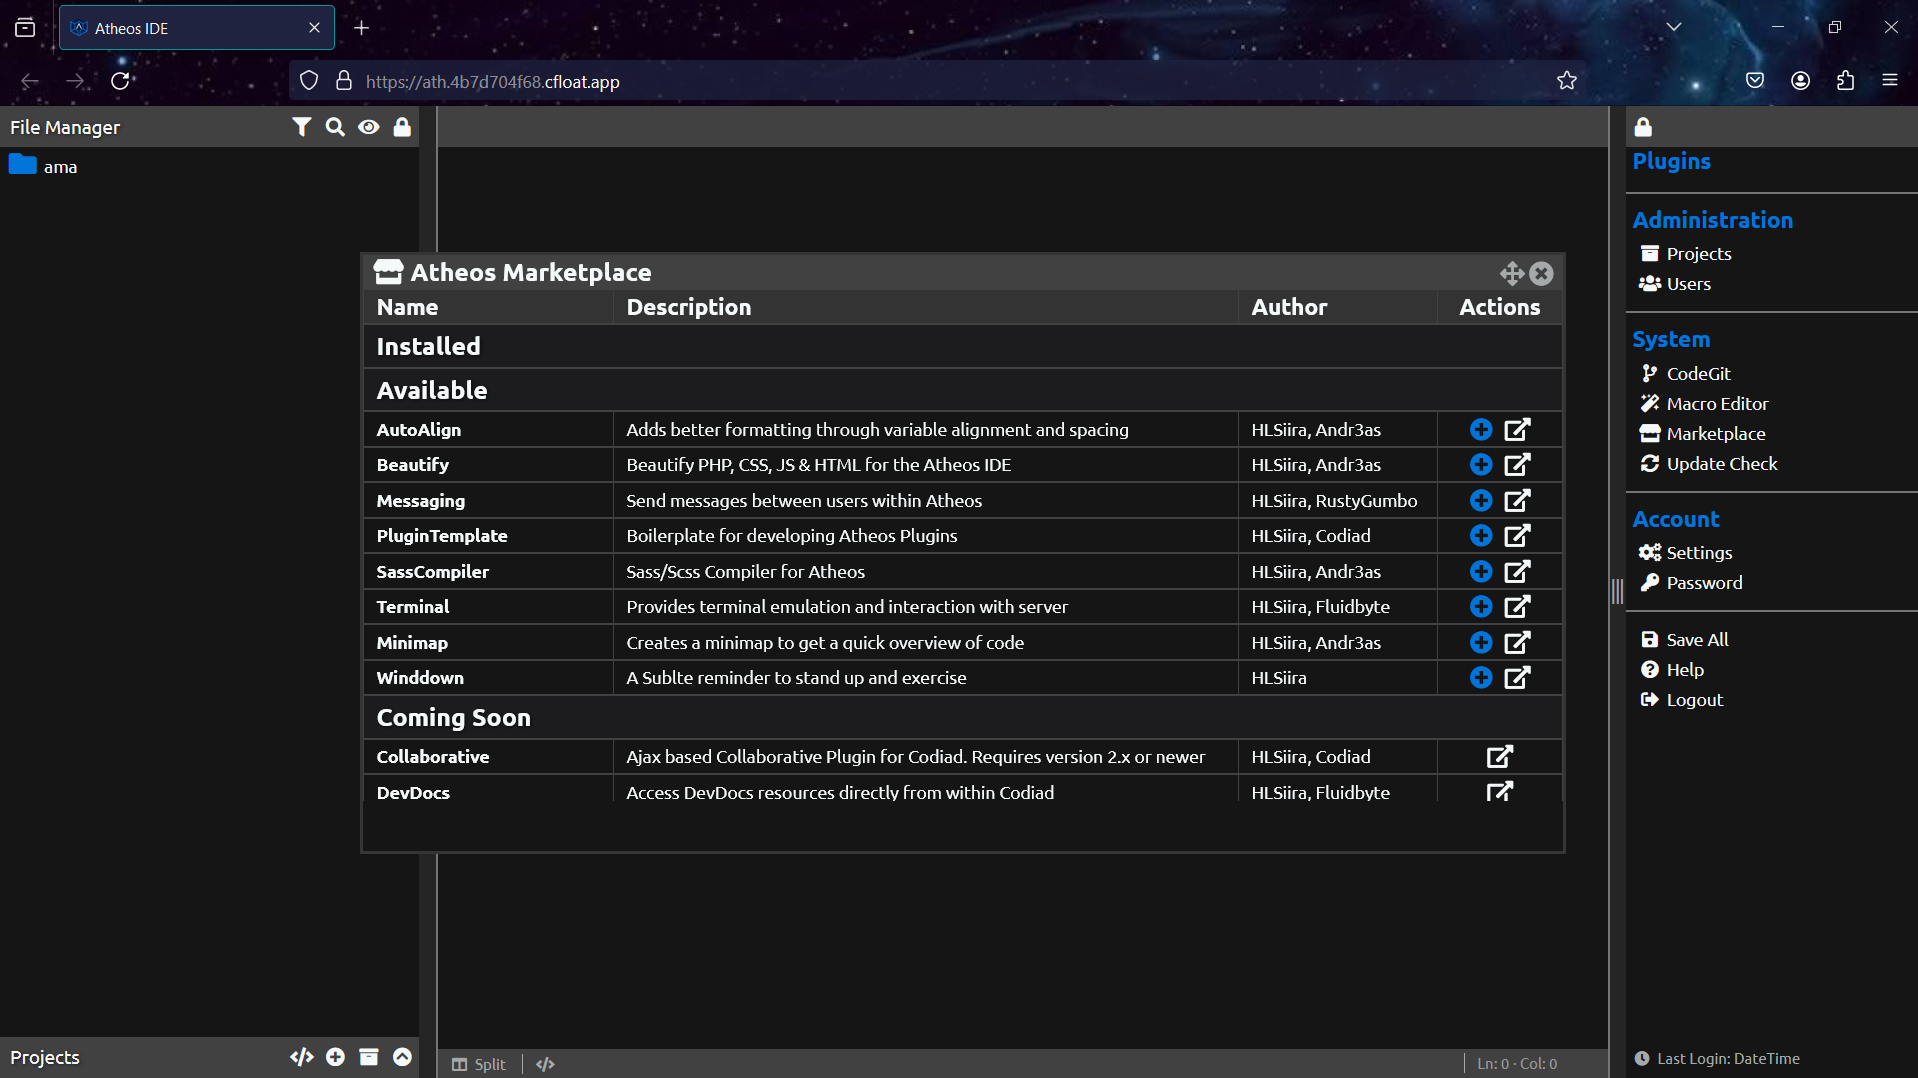 Atheos IDE
https://ath.4b7d704f68.cfloat.app
File Manager
ama
Atheos Marketplace
Name Description Author Actions
Installed
Available
AutoAlign Adds better formatting through variable alignment and spacing HLSiira, Andr3as
Beautify Beautify PHP, CSS, JS & HTML for the Atheos IDE HLSiira, Andr3as
Messaging Send messages between users within Atheos HLSiira, RustyGumbo
PluginTemplate Boilerplate for developing Atheos Plugins HLSiira, Codiad
SassCompiler Sass/Scss Compiler for Atheos HLSiira, Andr3as
Terminal Provides terminal emulation and interaction with server HLSiira, Fluidbyte
Minimap Creates a minimap to get a quick overview of code HLSiira, Andr3as
Winddown A Sublte reminder to stand up and exercise HLSiira
Coming Soon
Collaborative Ajax based Collaborative Plugin for Codiad. Requires version 2.x or newer HLSiira, Codiad
DevDocs Access DevDocs resources directly from within Codiad HLSiira, Fluidbyte
Plugins
Administration
Projects
Users
System
CodeGit
Macro Editor
Marketplace
Update Check
Account
Settings
Password
Save All
Help
Logout
Projects
Split
Ln: 0 · Col: 0
Last Login: DateTime